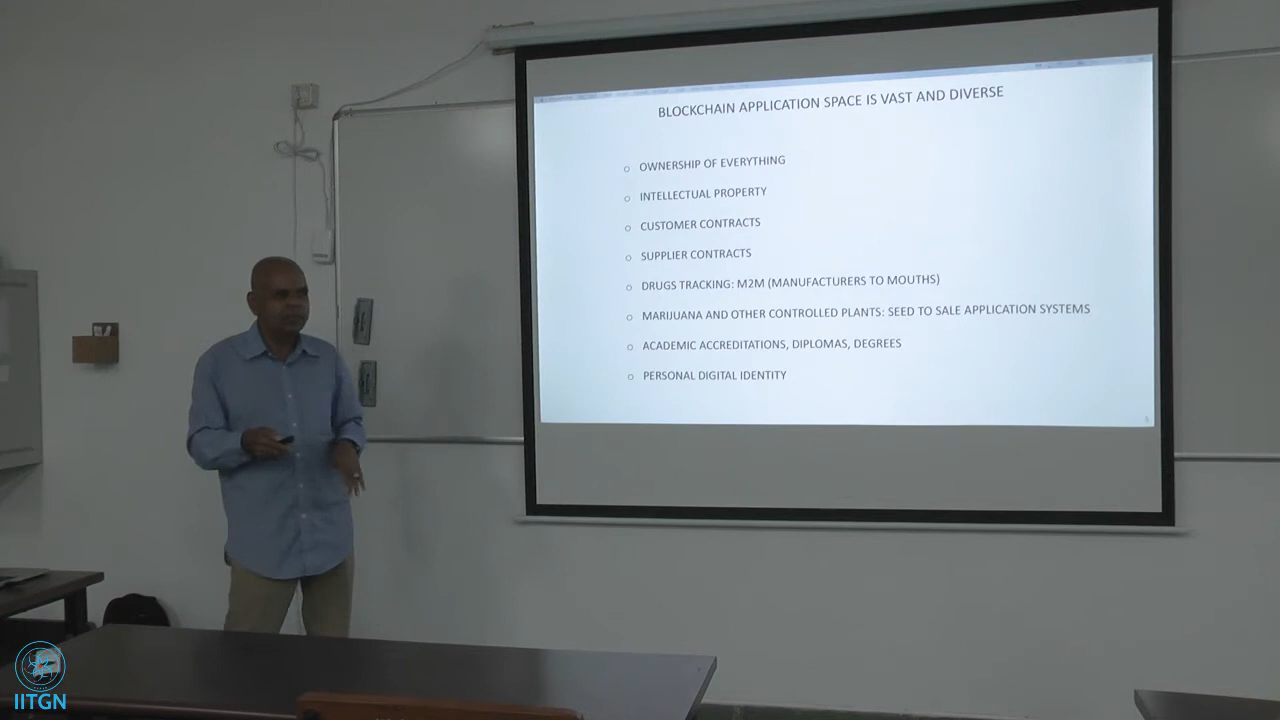 BLOCKCHAIN APPLICATION SPACE IS VAST AND DIVERSE
OWNERSHIP OF EVERYTHING
INTELLECTUAL PROPERTY
CUSTOMER CONTRACTS
SUPPLIER CONTRACTS
DRUGS TRACKING: M2M (MANUFACTURERS TO MOUTHS)
MARIJUANA AND OTHER CONTROLLED PLANTS: SEED TO SALE APPLICATION SYSTEMS
ACADEMIC ACCREDITATIONS, DIPLOMAS, DEGREES
PERSONAL DIGITAL IDENTITY
IITGN